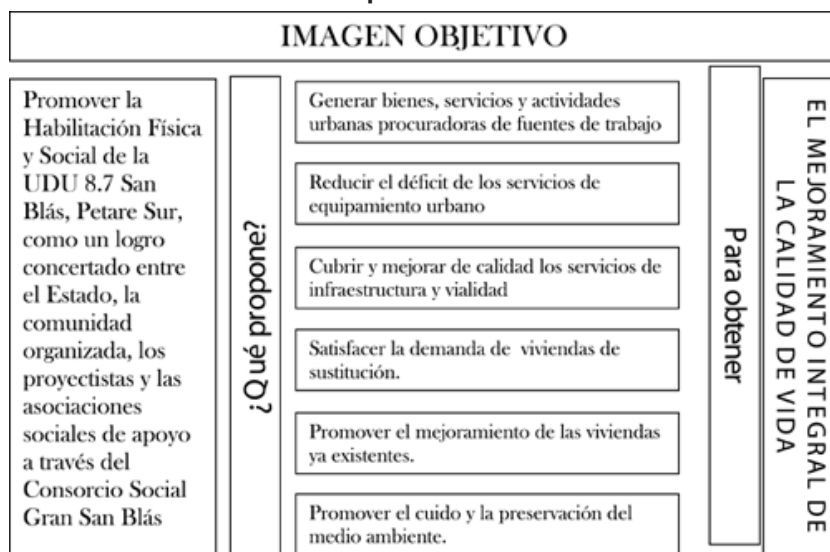 IMAGEN OBJETIVO
Promover la
Habilitación Física
y Social de la
UDU 8.7 San
Blás, Petare Sur,
como un logro
concertado entre
el Estado, la
comunidad
organizada, los
proyectistas y las
asociaciones
sociales de apoyo
a través del
Consorcio Social
Gran San Blás
¿Qué propone?
Generar bienes, servicios y actividades
urbanas procuradoras de fuentes de trabajo
Reducir el déficit de los servicios de
equipamiento urbano
Cubrir y mejorar de calidad los servicios de
infraestructura y vialidad
Satisfacer la demanda de viviendas de
sustitución.
Promover el mejoramiento de las viviendas
ya existentes.
Promover el cuido y la preservación del
medio ambiente.
Para obtener
EL MEJORAMIENTO INTEGRAL DE
LA CALIDAD DE VIDA